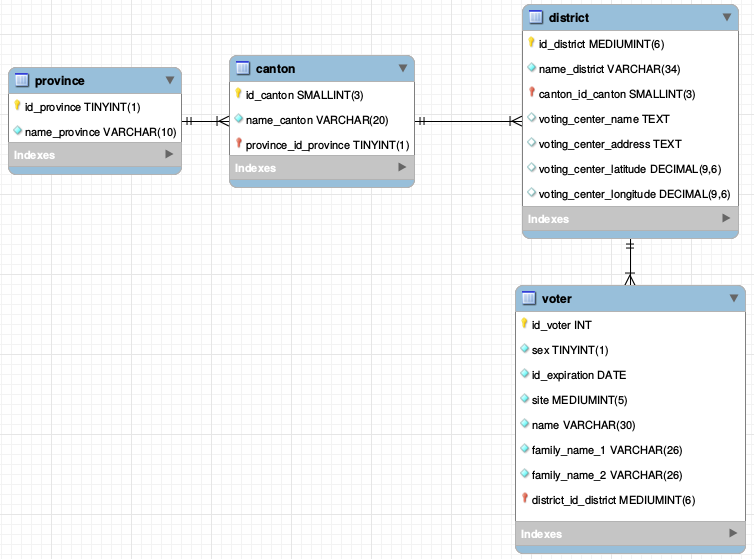 province
id_province TINYINT(1)
name_province VARCHAR(10)
Indexes
canton
id_canton SMALLINT(3)
name_canton VARCHAR(20)
province_id_province TINYINT(1)
Indexes
district
id_district MEDIUMINT(6)
name_district VARCHAR(34)
canton_id_canton SMALLINT(3)
voting_center_name TEXT
voting_center_address TEXT
voting_center_latitude DECIMAL(9,6)
voting_center_longitude DECIMAL(9,6)
Indexes
voter
id_voter INT
sex TINYINT(1)
id_expiration DATE
site MEDIUMINT(5)
name VARCHAR(30)
family_name_1 VARCHAR(26)
family_name_2 VARCHAR(26)
district_id_district MEDIUMINT(6)
Indexes